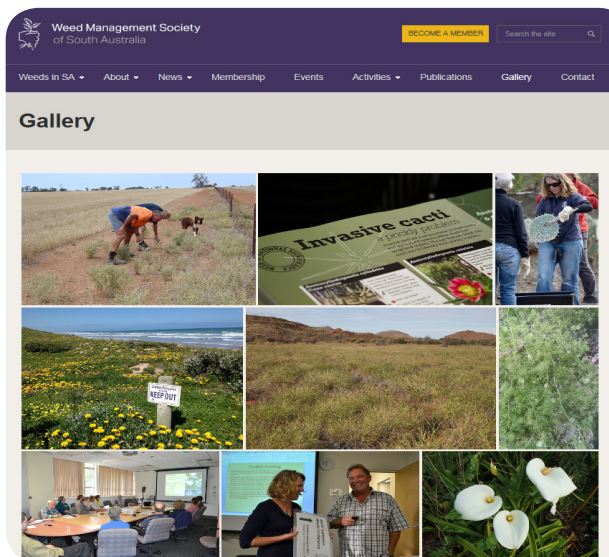 Weed Management Society
of South Australia
BECOME A MEMBER
Search the site
Weeds in SA
About
News
Membership
Events
Activities
Publications
Gallery
Contact
Gallery
Invasive cacti
a prickly problem
KEEP OUT